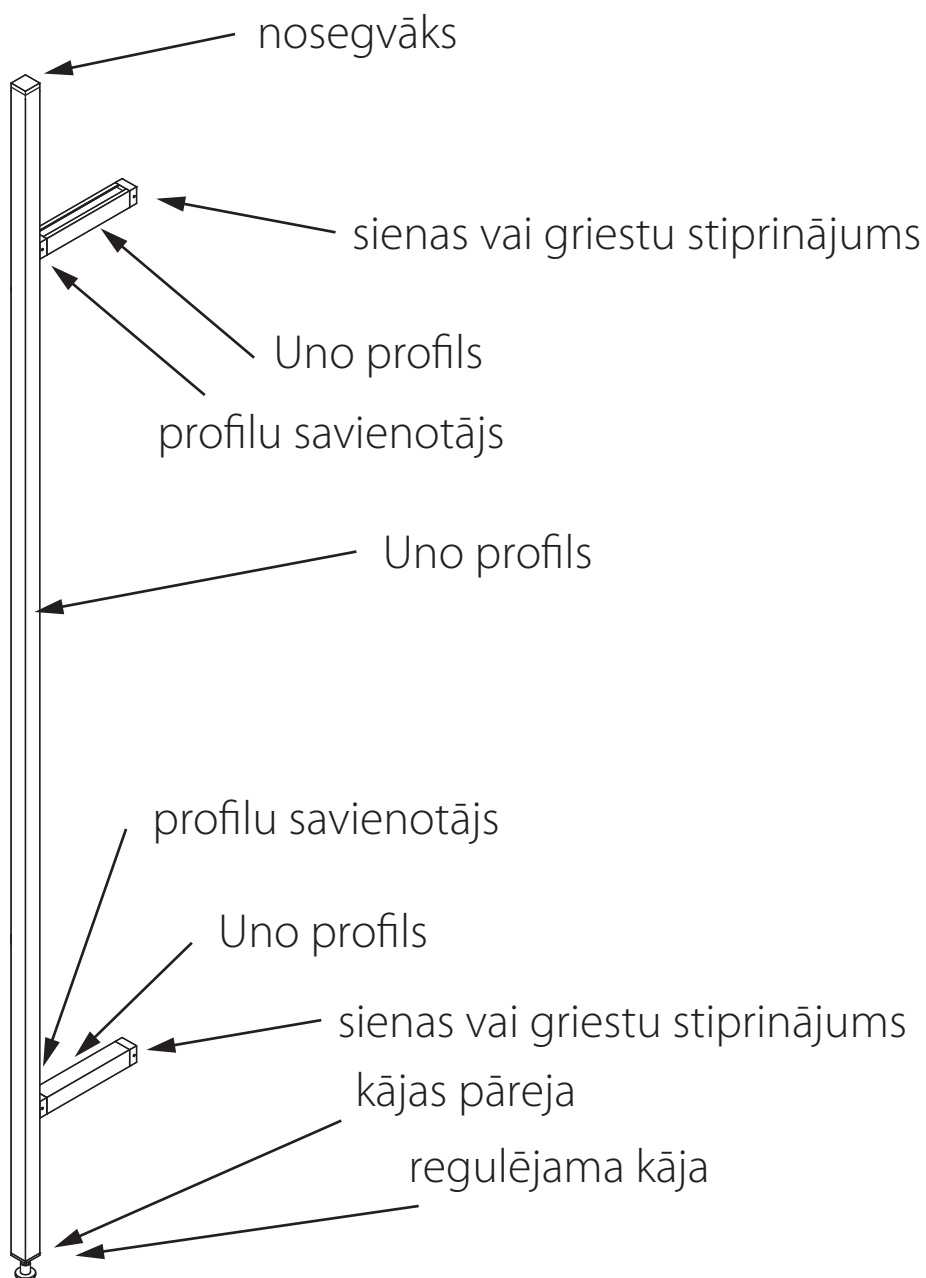 nosegvāks
sienas vai griestu stiprinājums
Uno profils
profilu savienotājs
Uno profils
profilu savienotājs
Uno profils
sienas vai griestu stiprinājums
kājas pāreja
regulējama kāja